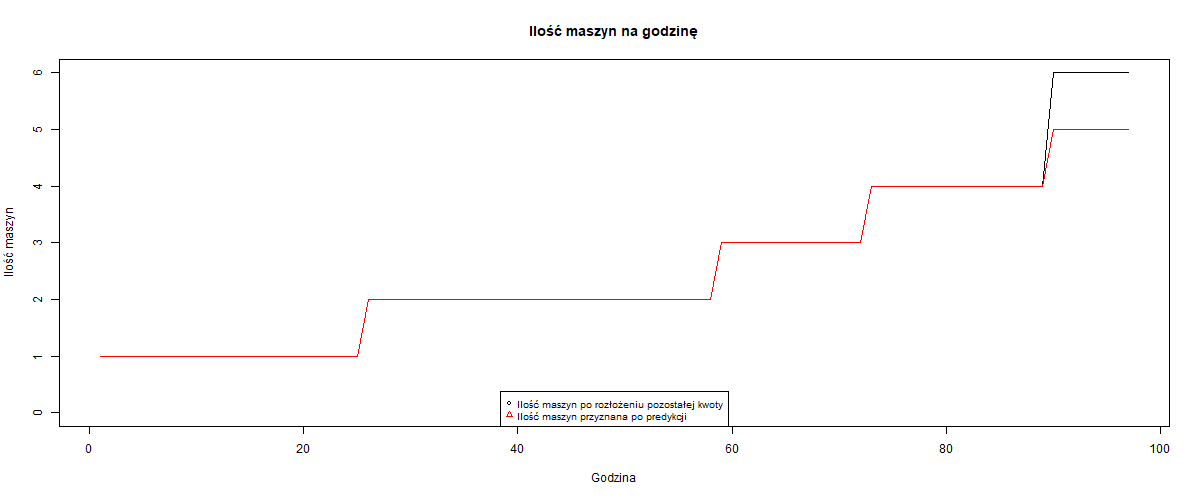 Ilość maszyn na godzinę
Ilość maszyn
6
5
4
3
2
1
0
Ilość maszyn po rozłożeniu pozostałej kwoty
Ilość maszyn przyznana po predykcji
0 20 40 60 80 100
Godzina